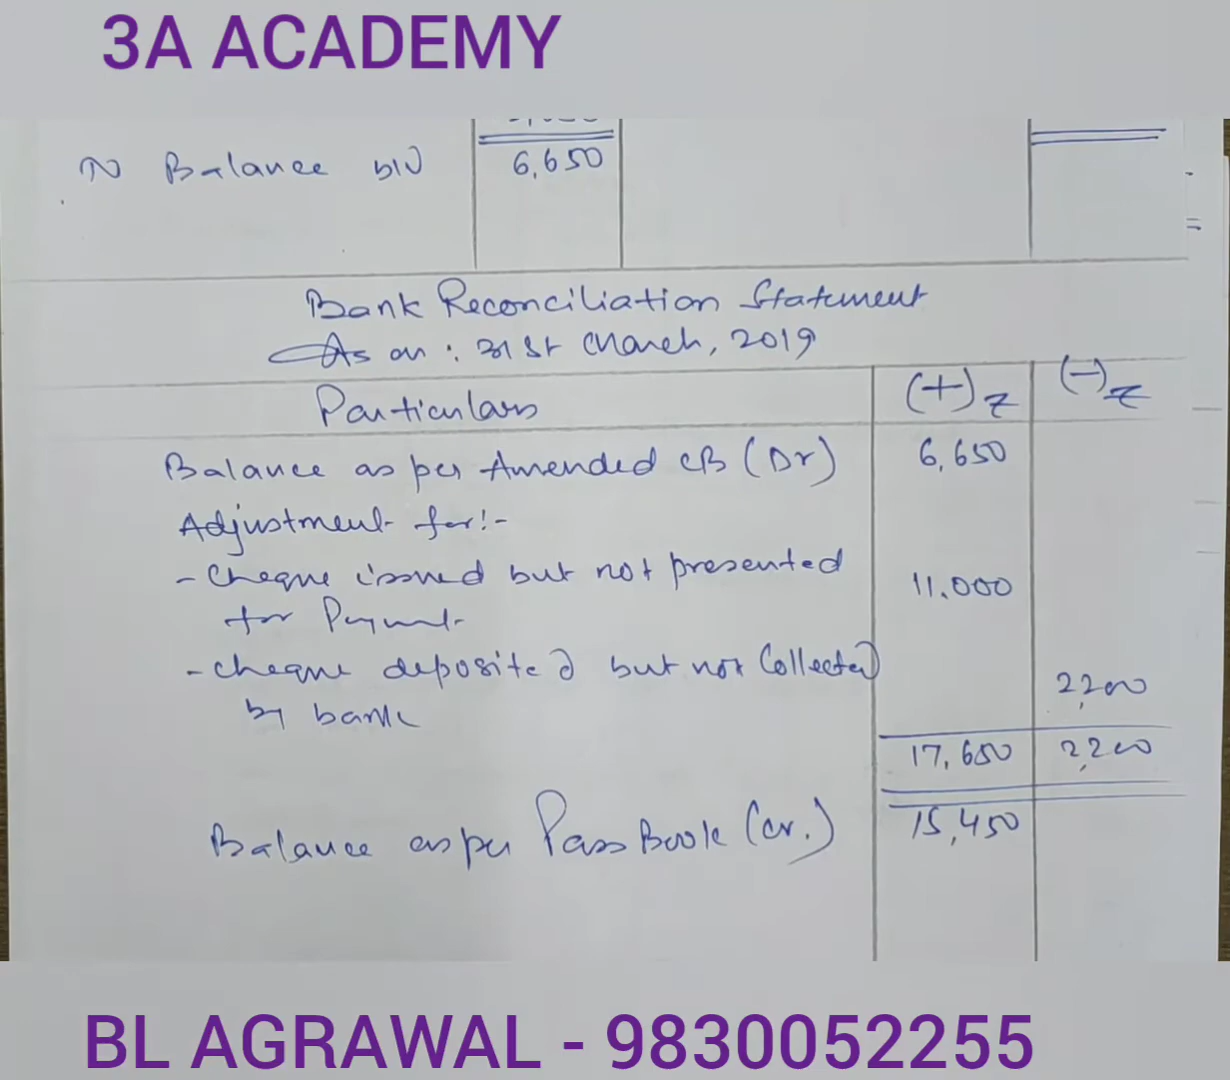 3A ACADEMY
To Balance b/d 6,650
Bank Reconciliation Statement
As on : 31st March, 2019
Particulars (+) ₹ (-) ₹
Balance as per Amended CB (Dr) 6,650
Adjustment for:-
- Cheque issued but not presented
for Payment 11,000
- Cheque deposited but not Collected
by bank 2,200
17,650 2,200
Balance as per Pass Book (Cr.) 15,450
BL AGRAWAL - 9830052255